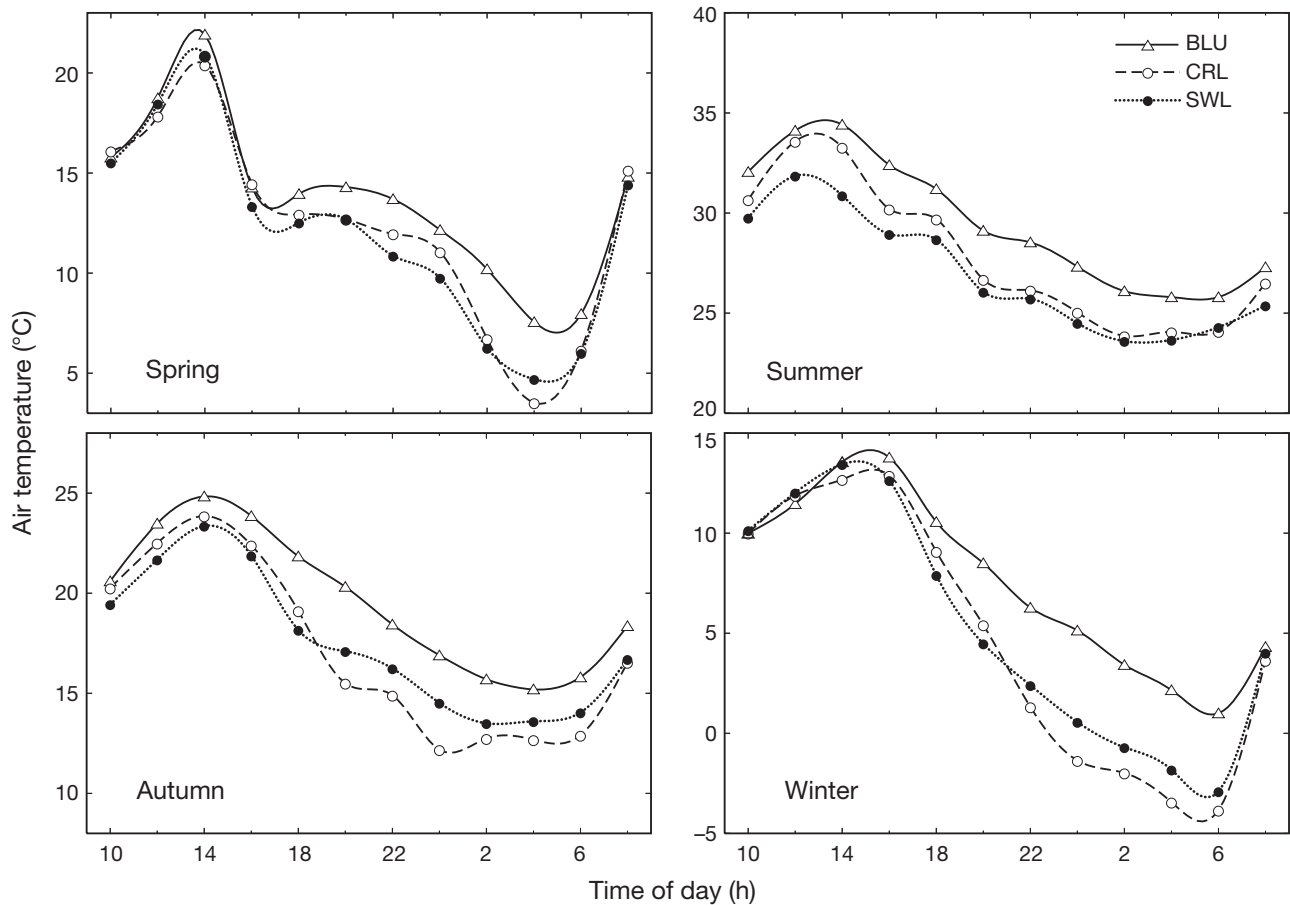 Air temperature (°C)
20
15
10
5
Spring
40
35
30
25
20
Summer
BLU
CRL
SWL
25
20
15
10
Autumn
10 14 18 22 2 6
15
10
5
0
–5
Winter
10 14 18 22 2 6
Time of day (h)